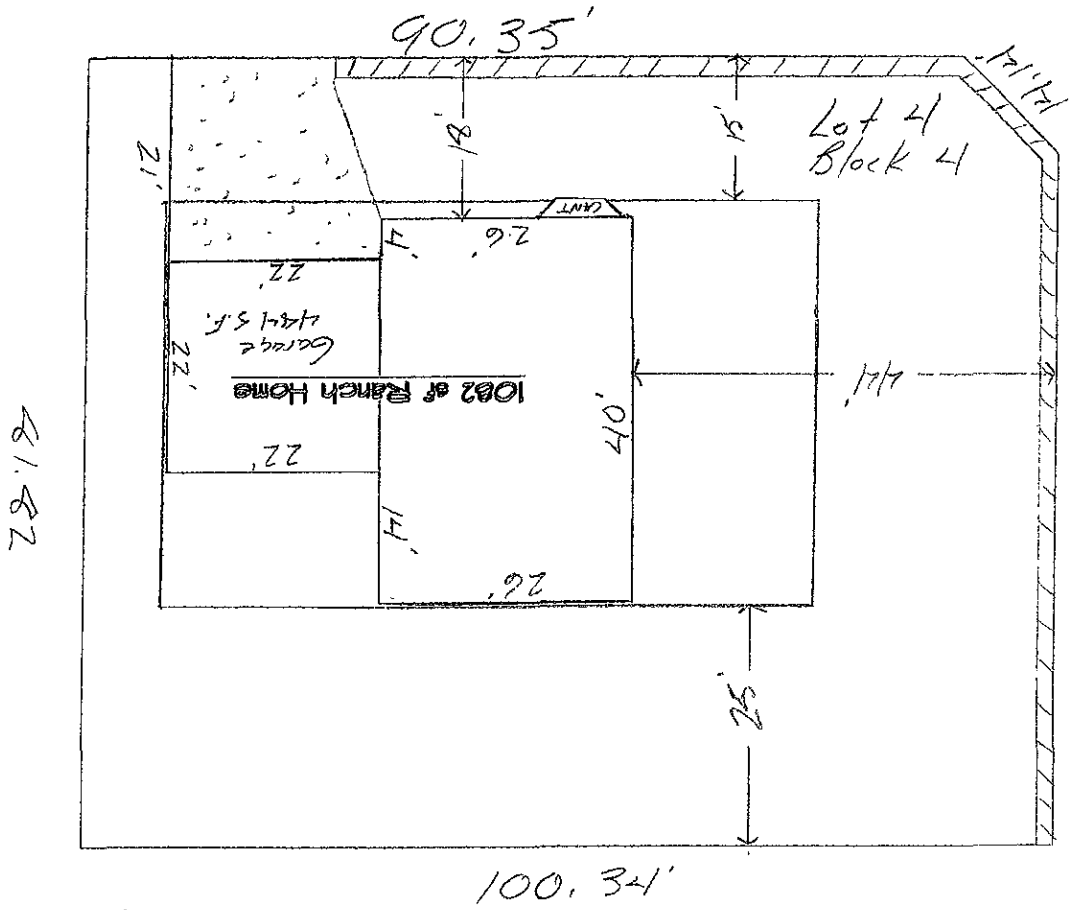 90.35'
14.14'
Lot 4
Block 4
18'
15'
21'
CANT
26'
4'
22'
Garage
484 S.F.
22'
1082 sf Ranch Home
44'
40'
22'
81.82
14'
26'
25'
100.34'